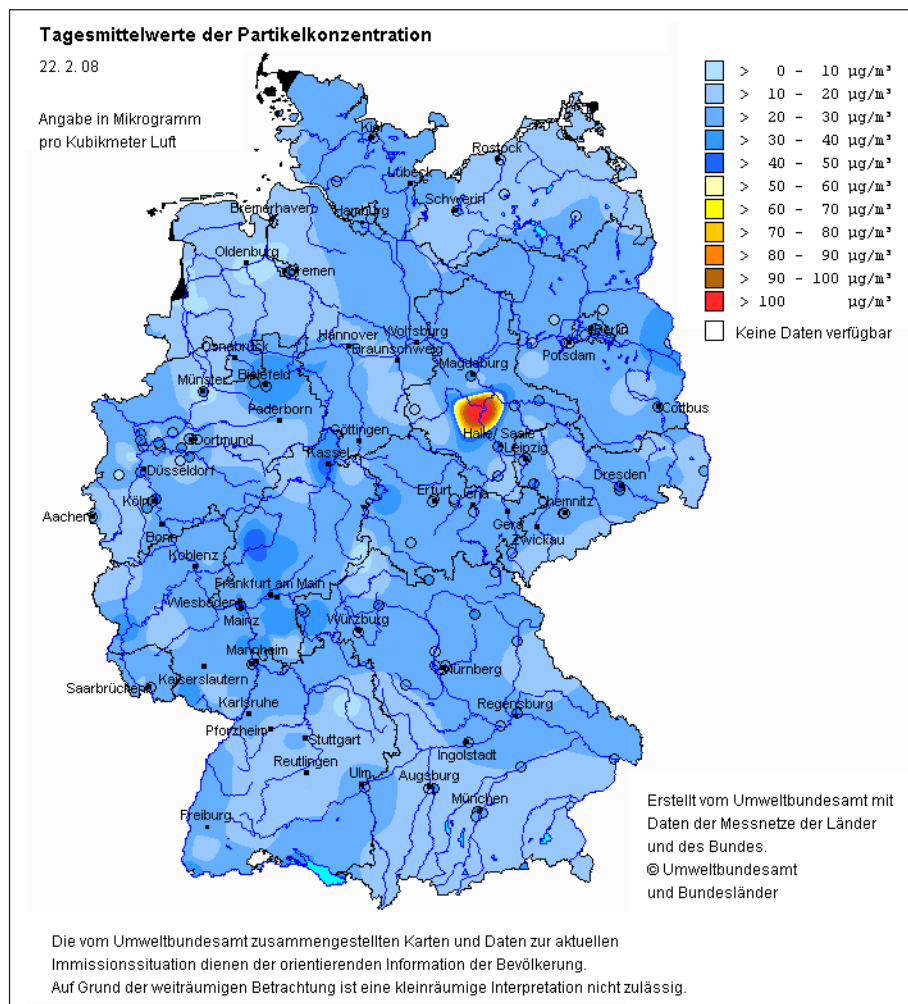 Tagesmittelwerte der Partikelkonzentration
22. 2. 08
Angabe in Mikrogramm
pro Kubikmeter Luft
> 0 - 10 µg/m³
> 10 - 20 µg/m³
> 20 - 30 µg/m³
> 30 - 40 µg/m³
> 40 - 50 µg/m³
> 50 - 60 µg/m³
> 60 - 70 µg/m³
> 70 - 80 µg/m³
> 80 - 90 µg/m³
> 90 - 100 µg/m³
> 100 µg/m³
Keine Daten verfügbar
Kiel
Rostock
Lübeck
Schwerin
Bremerhaven
Hamburg
Oldenburg
Bremen
Hannover
Wolfsburg
Berlin
Osnabrück
Braunschweig
Potsdam
Magdeburg
Münster
Bielefeld
Paderborn
Cottbus
Dortmund
Göttingen
Halle/ Saale
Kassel
Leipzig
Düsseldorf
Dresden
Köln
Erfurt
Jena
Chemnitz
Aachen
Gera
Bonn
Zwickau
Koblenz
Frankfurt am Main
Wiesbaden
Mainz
Würzburg
Mannheim
Nürnberg
Kaiserslautern
Saarbrücken
Karlsruhe
Regensburg
Pforzheim
Stuttgart
Ingolstadt
Reutlingen
Ulm
Augsburg
München
Freiburg
Erstellt vom Umweltbundesamt mit
Daten der Messnetze der Länder
und des Bundes.
© Umweltbundesamt
und Bundesländer
Die vom Umweltbundesamt zusammengestellten Karten und Daten zur aktuellen
Immissionssituation dienen der orientierenden Information der Bevölkerung.
Auf Grund der weiträumigen Betrachtung ist eine kleinräumige Interpretation nicht zulässig.